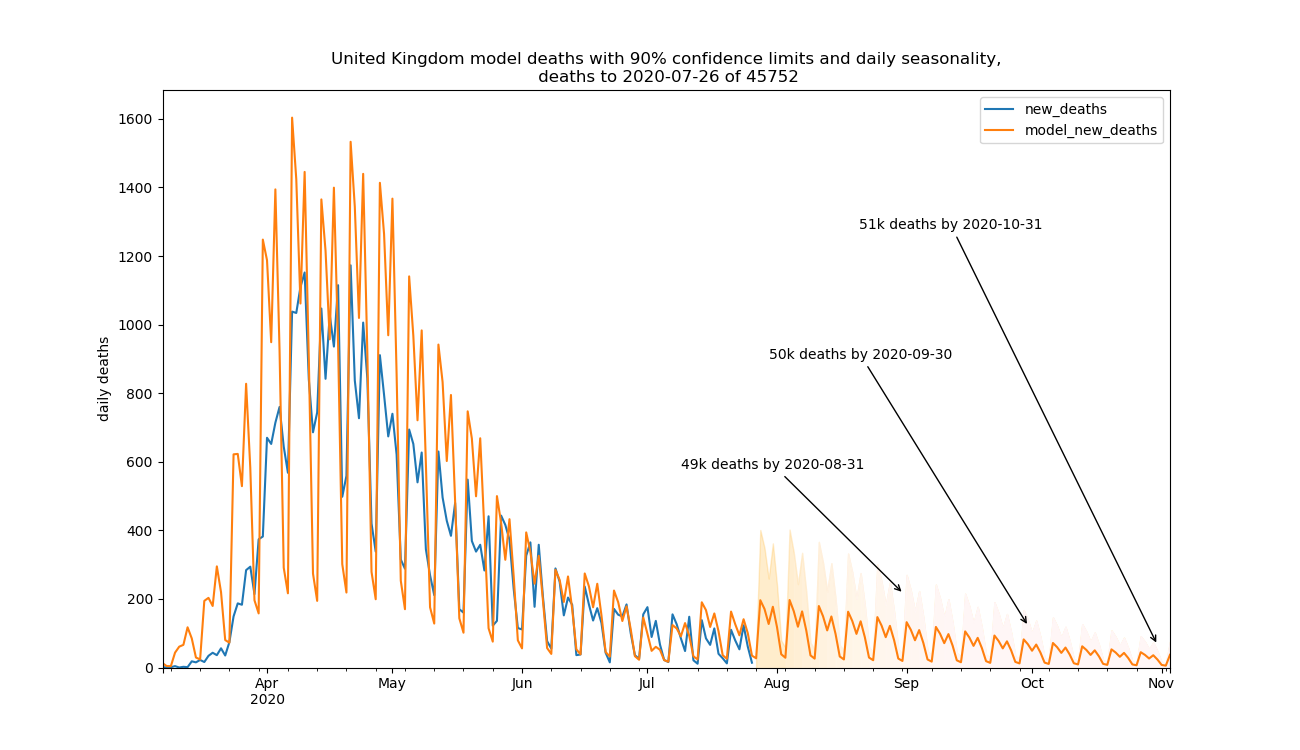 United Kingdom model deaths with 90% confidence limits and daily seasonality,
deaths to 2020-07-26 of 45752
new_deaths
model_new_deaths
1600
1400
1200
1000
800
600
400
200
0
daily deaths
51k deaths by 2020-10-31
50k deaths by 2020-09-30
49k deaths by 2020-08-31
Apr May Jun Jul Aug Sep Oct Nov
2020